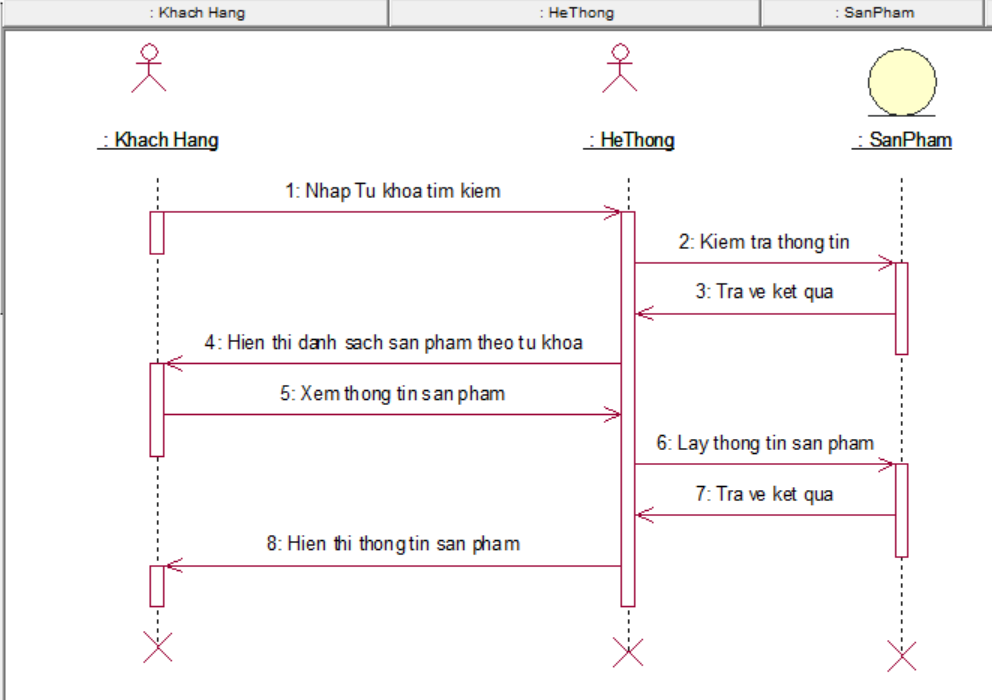 : Khach Hang
: HeThong
: SanPham
: Khach Hang
: HeThong
: SanPham
1: Nhap Tu khoa tim kiem
2: Kiem tra thong tin
3: Tra ve ket qua
4: Hien thi danh sach san pham theo tu khoa
5: Xem thong tin san pham
6: Lay thong tin san pham
7: Tra ve ket qua
8: Hien thi thong tin san pham